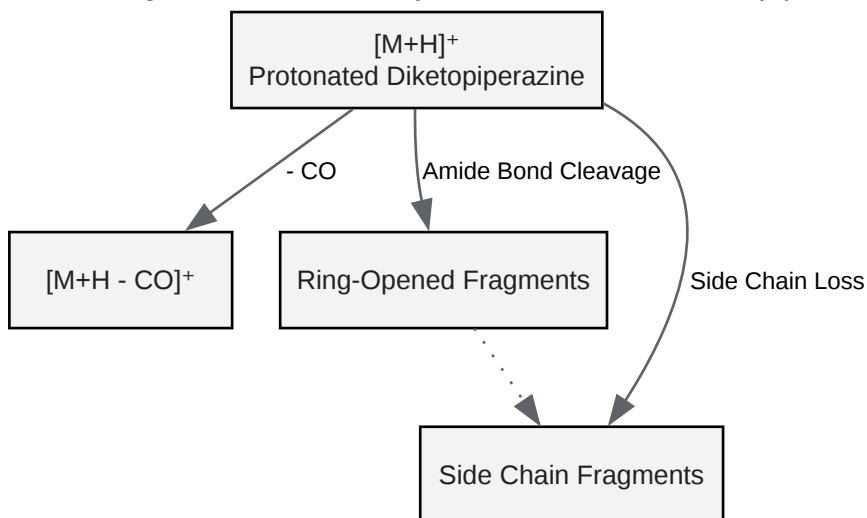 [M+H]⁺
Protonated Diketopiperazine
- CO
Amide Bond Cleavage
[M+H - CO]⁺
Ring-Opened Fragments
Side Chain Loss
Side Chain Fragments